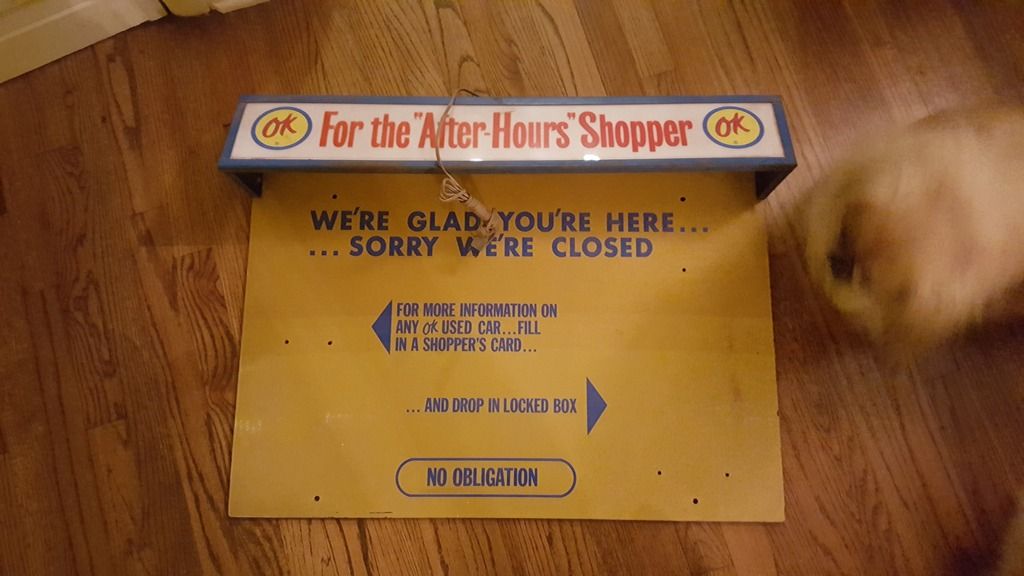 OK For the "After-Hours" Shopper OK
WE'RE GLAD YOU'RE HERE...
... SORRY WE'RE CLOSED
FOR MORE INFORMATION ON
ANY OK USED CAR...FILL
IN A SHOPPER'S CARD...
... AND DROP IN LOCKED BOX
NO OBLIGATION